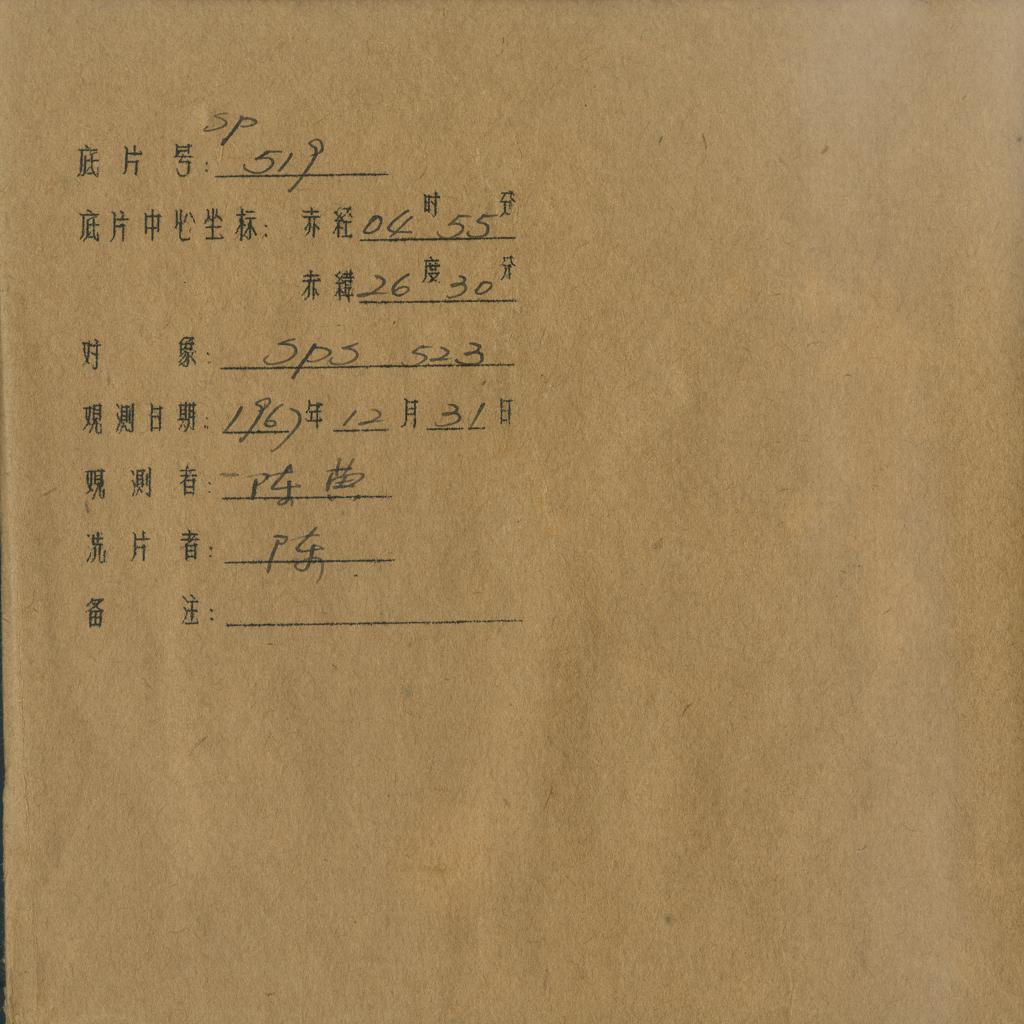 sp
底片号: 519
底片中心坐标: 赤经 04 时 55 分
赤纬 26 度 30 分
对象: SPS 523
观测日期: 1967 年 12 月 31 日
观测者: 陈 曲
洗片者: 陈
备注: